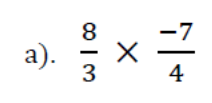 a). 8/3 × -7/4